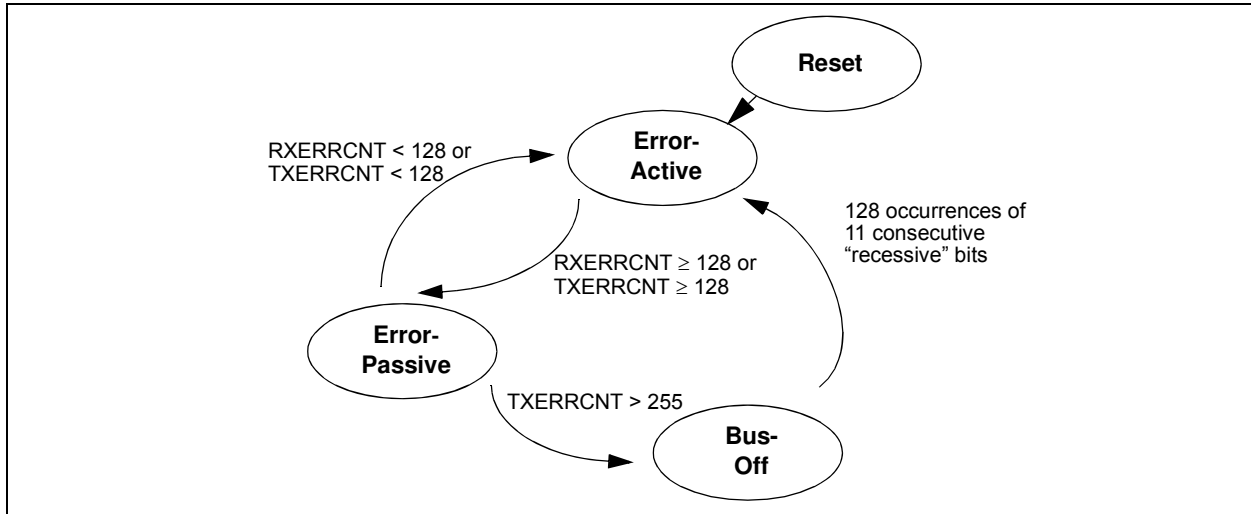 Reset
Error-
Active
RXERRCNT < 128 or
TXERRCNT < 128
128 occurrences of
11 consecutive
“recessive” bits
RXERRCNT ≥ 128 or
TXERRCNT ≥ 128
Error-
Passive
TXERRCNT > 255
Bus-
Off